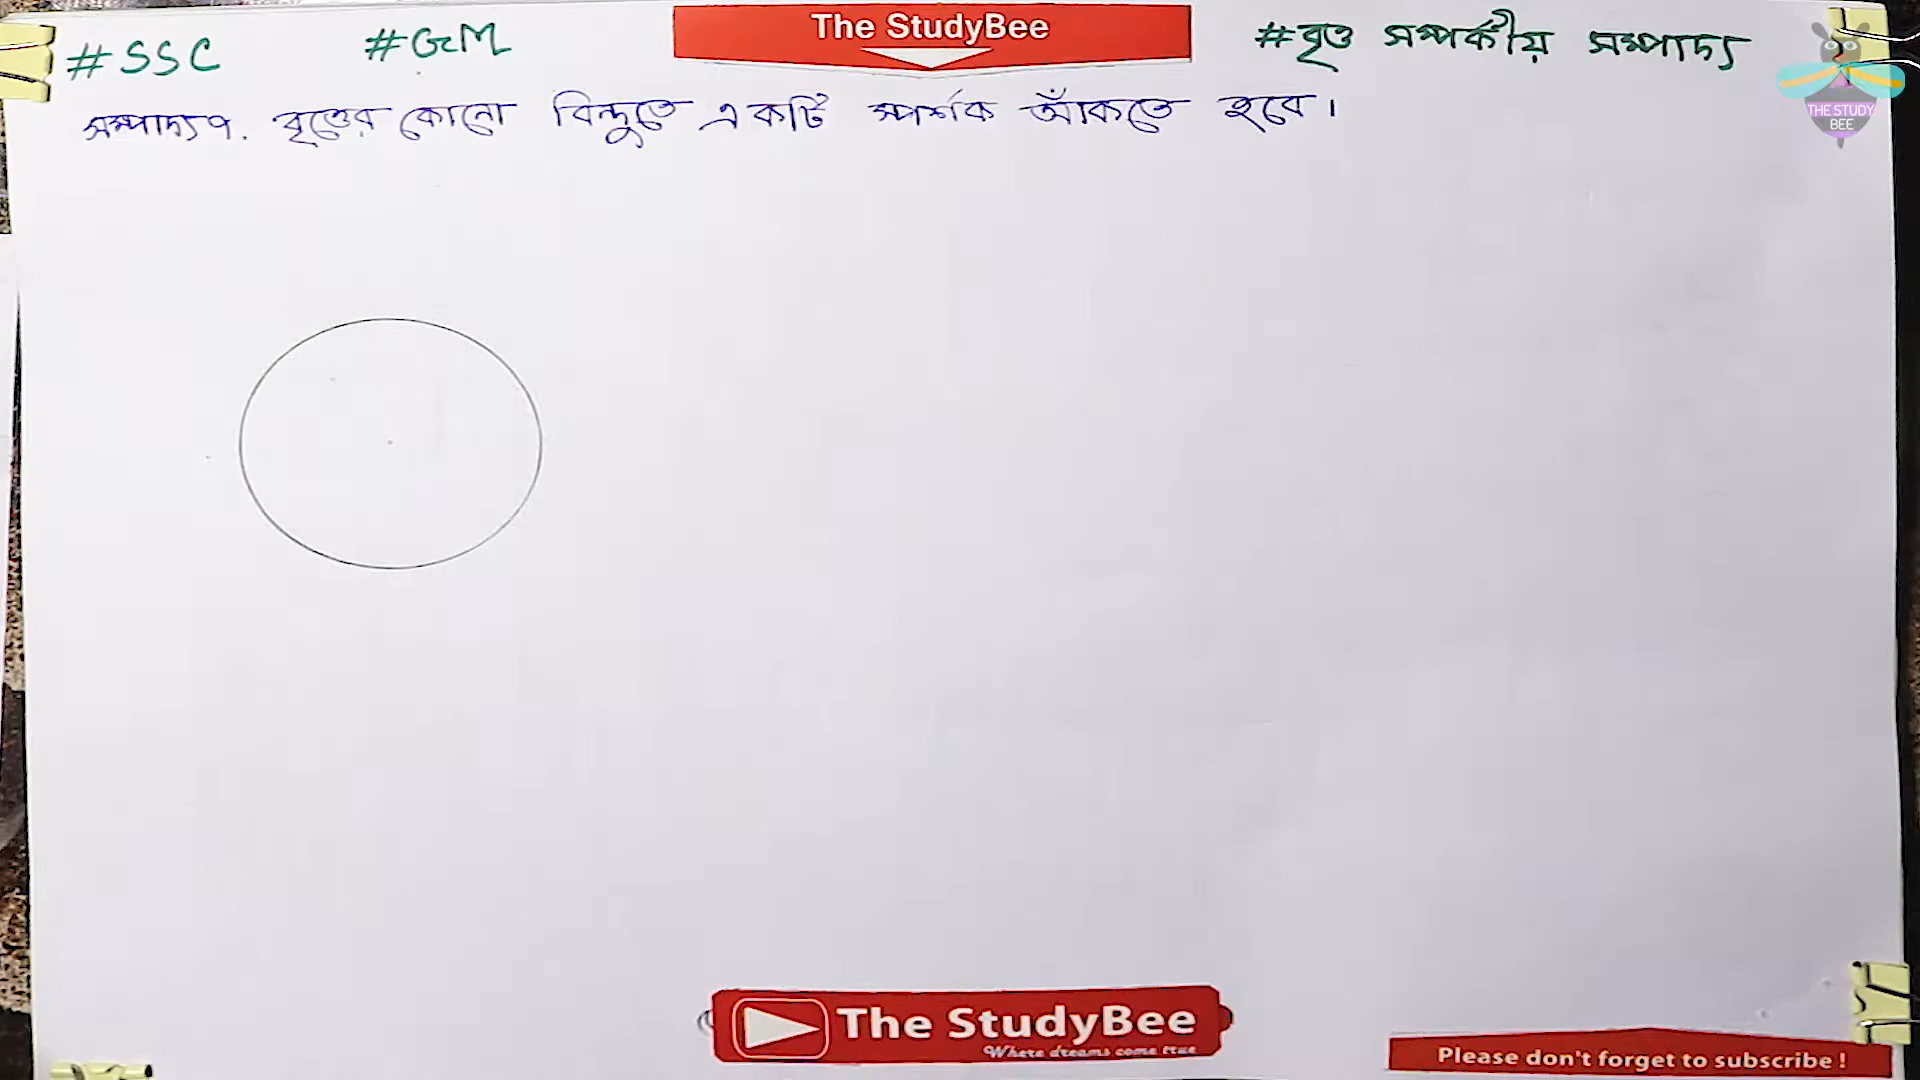 #SSC #GM The StudyBee #বৃত্ত সম্পর্কীয় সম্পাদ্য
THE STUDY
BEE
সম্পাদ্য ৭. বৃত্তের কোনো বিন্দুতে একটি স্পর্শক আঁকতে হবে।
The StudyBee
Where dreams come true
Please don't forget to subscribe !